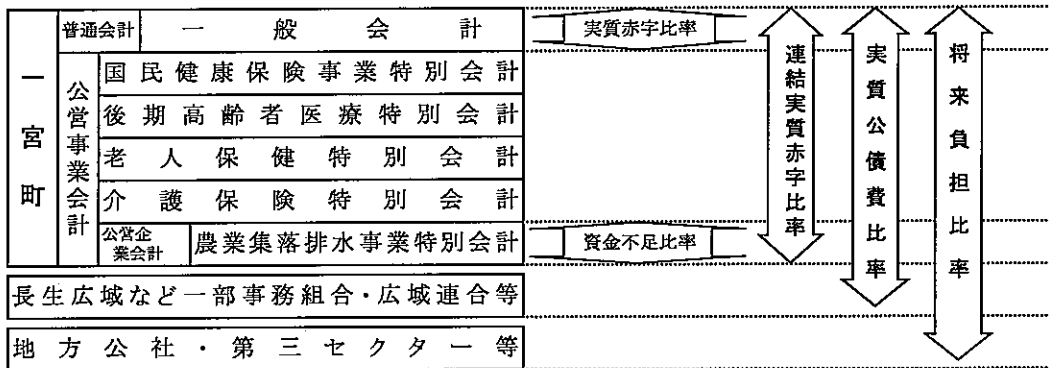 普通会計 一般会計
実質赤字比率
一宮町
公営事業会計
国民健康保険事業特別会計
後期高齢者医療特別会計
老人保健特別会計
介護保険特別会計
公営企業会計 農業集落排水事業特別会計
資金不足比率
連結実質赤字比率
実質公債費比率
将来負担比率
長生広域など一部事務組合・広域連合等
地方公社・第三セクター等